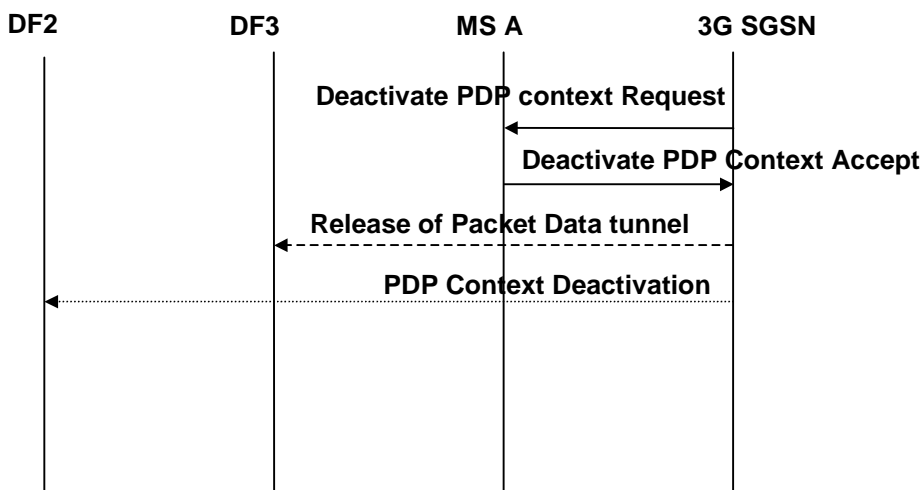 DF2 DF3 MS A 3G SGSN
Deactivate PDP context Request
Deactivate PDP Context Accept
Release of Packet Data tunnel
PDP Context Deactivation